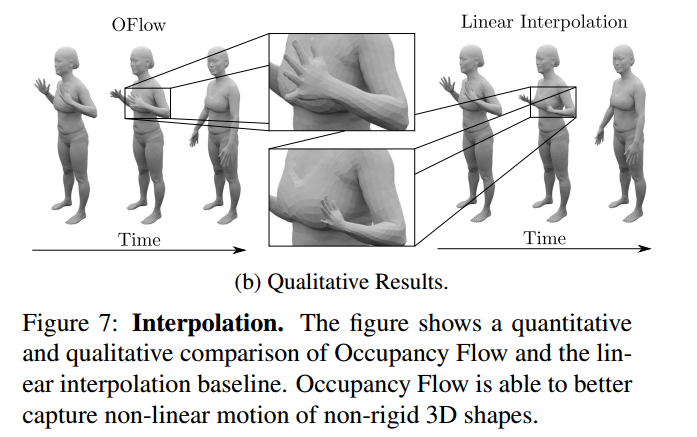 OFlow
Linear Interpolation
Time
Time
(b) Qualitative Results.
Figure 7: Interpolation. The figure shows a quantitative
and qualitative comparison of Occupancy Flow and the lin-
ear interpolation baseline. Occupancy Flow is able to better
capture non-linear motion of non-rigid 3D shapes.